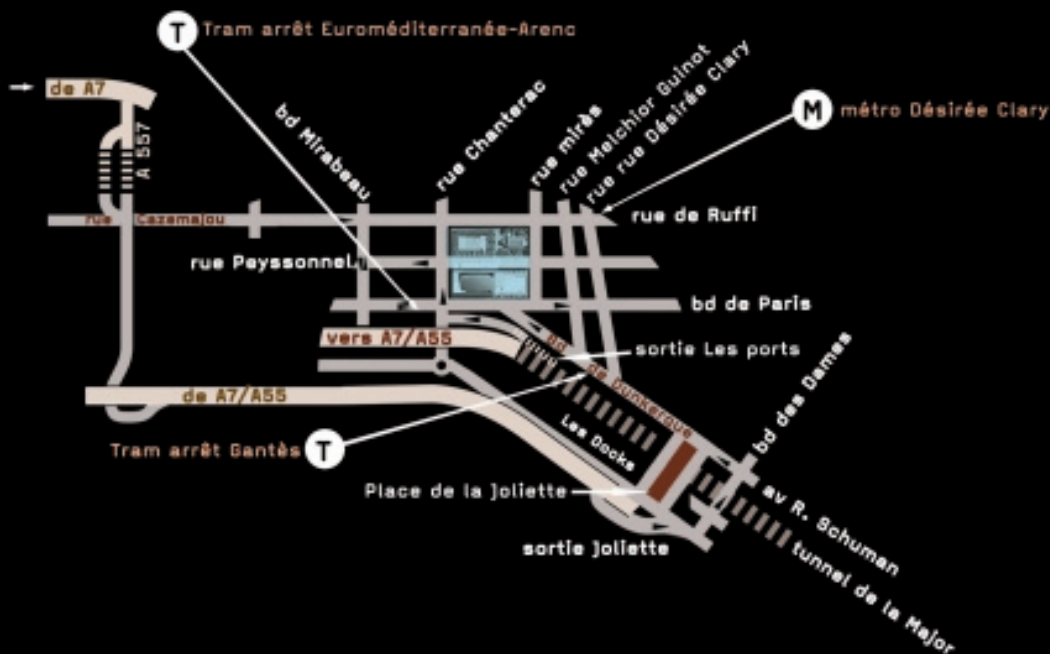 T Tram arrêt Euroméditerranée-Arenc
de A7
A 557
bd Mirabeau
rue Chanterac
rue mirès
rue Melchior Guinot
rue rue Désirée Clary
M métro Désirée Clary
rue Cazemajou
rue de Ruffi
rue Peyssonnel
bd de Paris
vers A7/A55
Bd de Dunkerque
sortie Les ports
de A7/A55
Tram arrêt Gantès T
Les Docks
bd des Dames
Place de la joliette
av R. Schuman
sortie joliette
tunnel de la Major